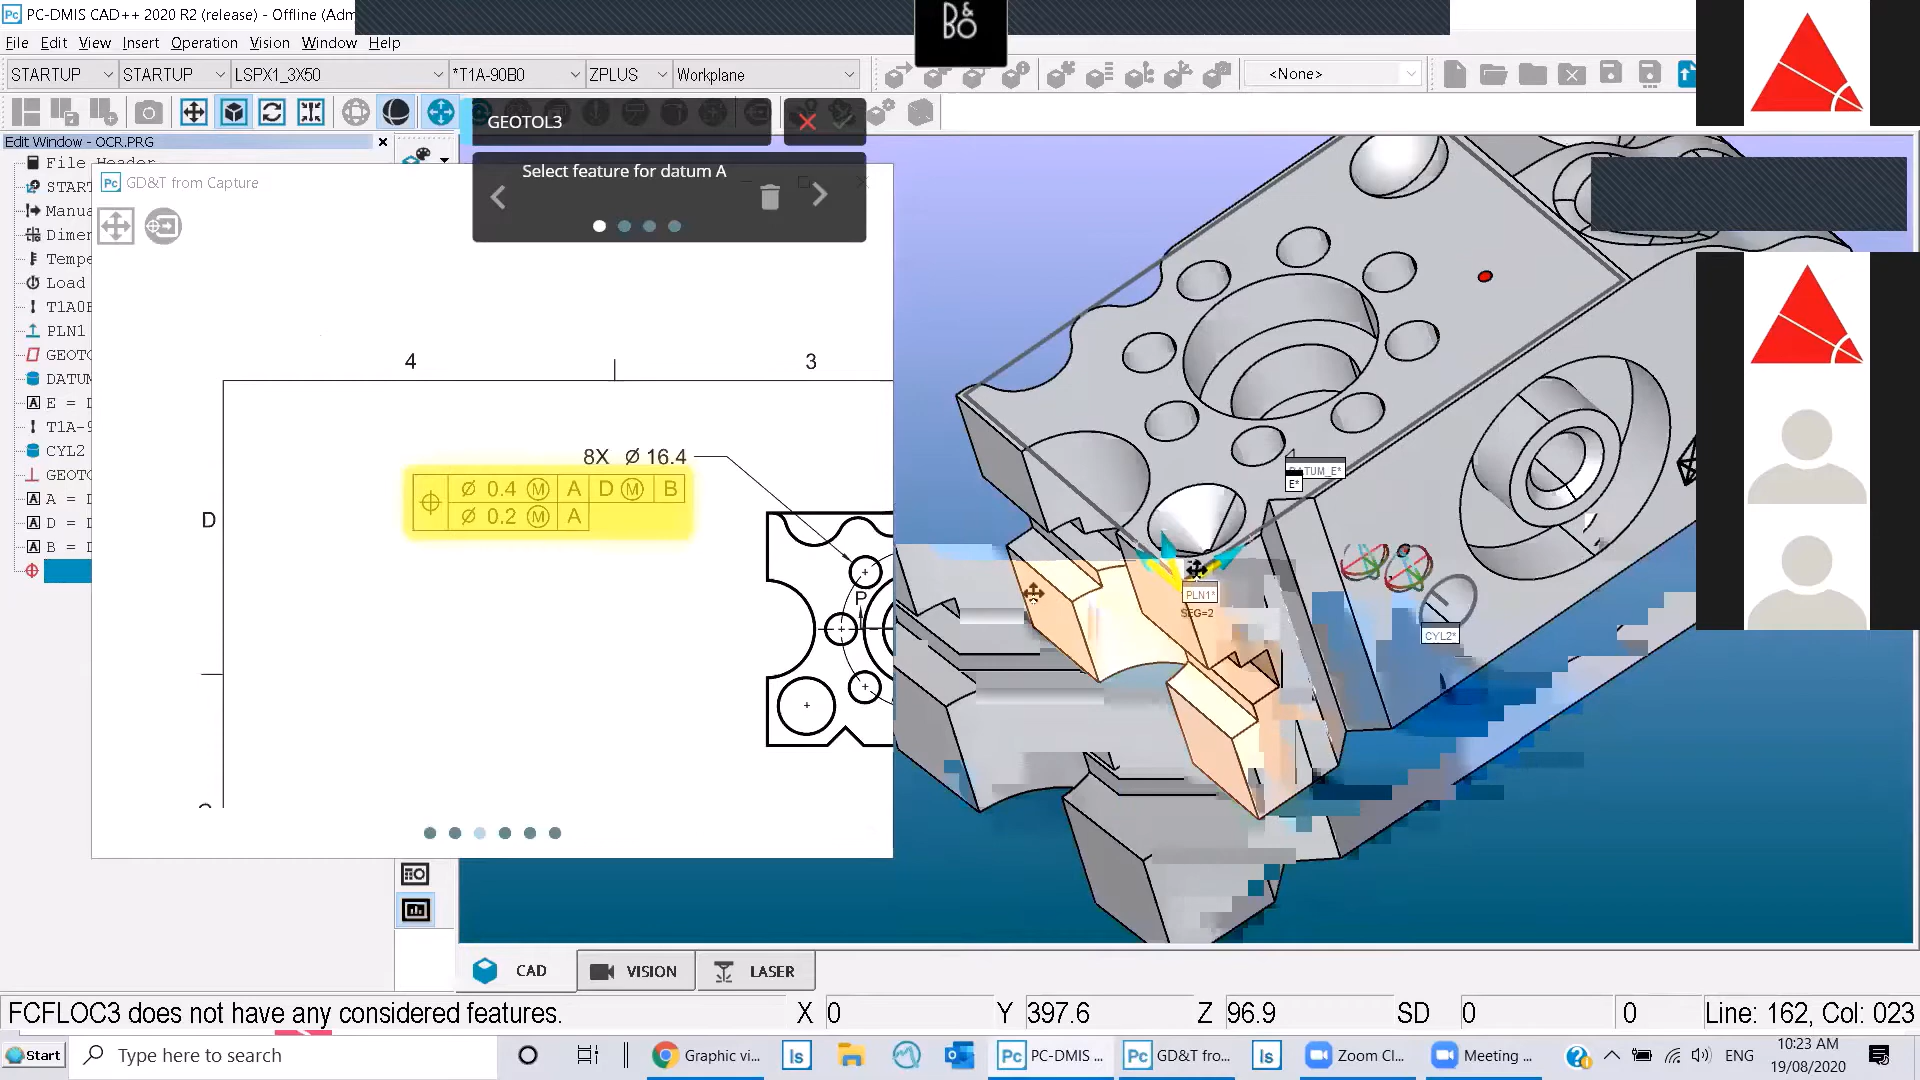 PC-DMIS CAD++ 2020 R2 (release) - Offline (Adm
B&O
File Edit View Insert Operation Vision Window Help
STARTUP STARTUP LSPX1_3X50 *T1A-90B0 ZPLUS Workplane <None>
Edit Window - OCR.PRG
File Header
START
Manua
Dimen
Tempe
Load
PLN1
GEOTO
DATUM
E = D
T1A-9
CYL2
GEOTO
A = D
D = D
B = D
GD&T from Capture
GEOTOL3
Select feature for datum A
4 3
D
8X Ø 16.4
Ø 0.4 Ⓜ A D Ⓜ B
Ø 0.2 Ⓜ A
P
E*
PLN1*
SEG=2
CYL2*
CAD VISION LASER
FCFLOC3 does not have any considered features. X 0 Y 397.6 Z 96.9 SD 0 0 Line: 162, Col: 023
Start Type here to search Graphic vi... PC-DMIS ... GD&T fro... Zoom Cl... Meeting ... ENG
10:23 AM
19/08/2020